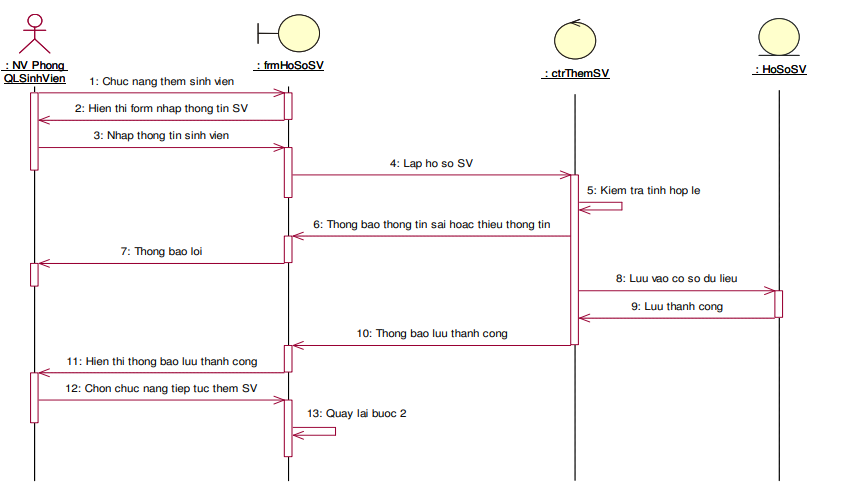 : NV Phong
QLSinhVien
: frmHoSoSV
: ctrThemSV
: HoSoSV
1: Chuc nang them sinh vien
2: Hien thi form nhap thong tin SV
3: Nhap thong tin sinh vien
4: Lap ho so SV
5: Kiem tra tinh hop le
6: Thong bao thong tin sai hoac thieu thong tin
7: Thong bao loi
8: Luu vao co so du lieu
9: Luu thanh cong
10: Thong bao luu thanh cong
11: Hien thi thong bao luu thanh cong
12: Chon chuc nang tiep tuc them SV
13: Quay lai buoc 2